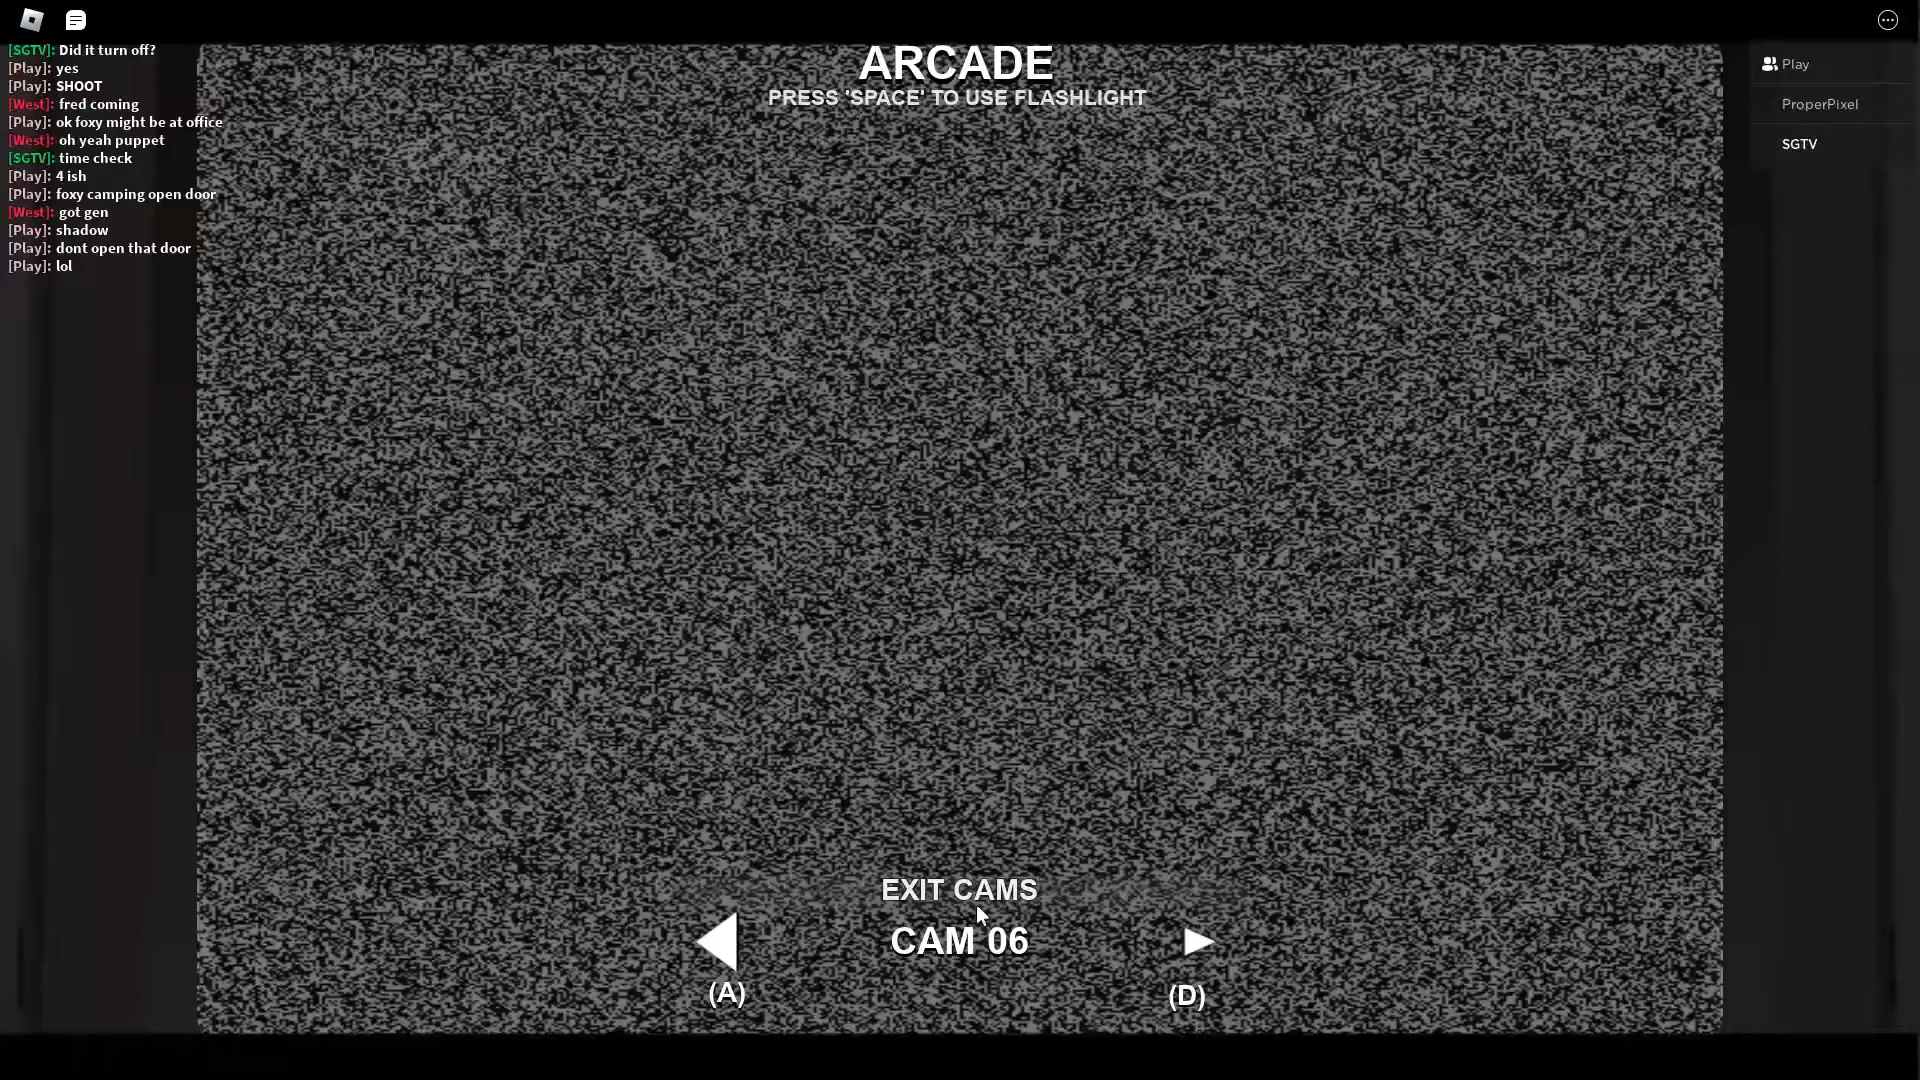 [SGTV]: Did it turn off?
[Play]: yes
[Play]: SHOOT
[West]: fred coming
[Play]: ok foxy might be at office
[West]: oh yeah puppet
[SGTV]: time check
[Play]: 4 ish
[Play]: foxy camping open door
[West]: got gen
[Play]: shadow
[Play]: dont open that door
[Play]: lol
ARCADE
PRESS 'SPACE' TO USE FLASHLIGHT
Play
ProperPixel
SGTV
EXIT CAMS
CAM 06
(A)
(D)